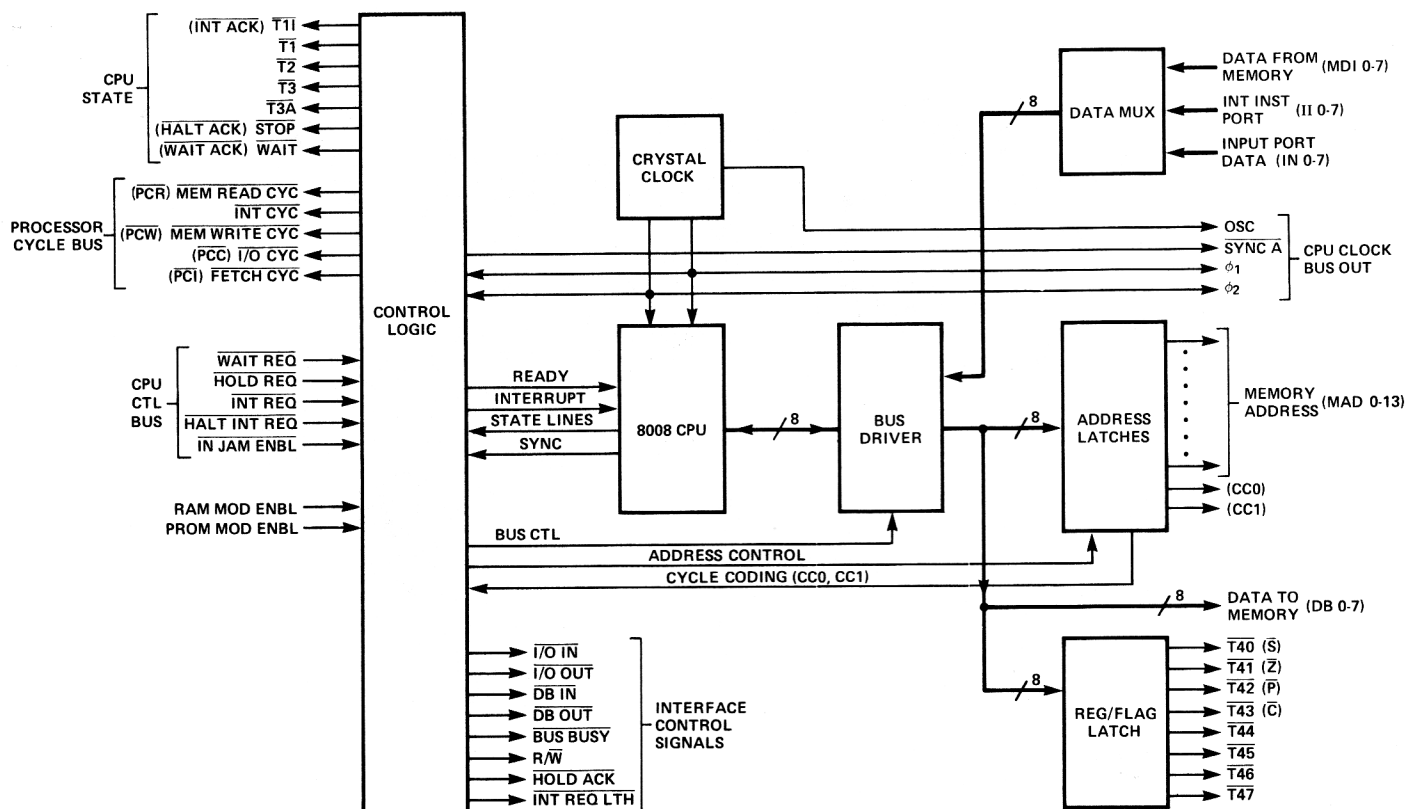 (INT ACK) T1I
T1
T2
T3
T3A
(HALT ACK) STOP
(WAIT ACK) WAIT
CPU
STATE
(PCR) MEM READ CYC
INT CYC
(PCW) MEM WRITE CYC
(PCC) I/O CYC
(PCI) FETCH CYC
PROCESSOR
CYCLE BUS
WAIT REQ
HOLD REQ
INT REQ
HALT INT REQ
IN JAM ENBL
CPU
CTL
BUS
RAM MOD ENBL
PROM MOD ENBL
CONTROL
LOGIC
CRYSTAL
CLOCK
8
DATA MUX
DATA FROM
MEMORY (MDI 0-7)
INT INST
PORT (II 0-7)
INPUT PORT
DATA (IN 0-7)
OSC
SYNC A
ϕ1
ϕ2
CPU CLOCK
BUS OUT
READY
INTERRUPT
STATE LINES
SYNC
8008 CPU
8
BUS
DRIVER
8
ADDRESS
LATCHES
MEMORY
ADDRESS (MAD 0-13)
(CC0)
(CC1)
BUS CTL
ADDRESS CONTROL
CYCLE CODING (CC0, CC1)
8
DATA TO
MEMORY (DB 0-7)
I/O IN
I/O OUT
DB IN
DB OUT
BUS BUSY
R/W
HOLD ACK
INT REQ LTH
INTERFACE
CONTROL
SIGNALS
8
REG/FLAG
LATCH
T40 (S)
T41 (Z)
T42 (P)
T43 (C)
T44
T45
T46
T47